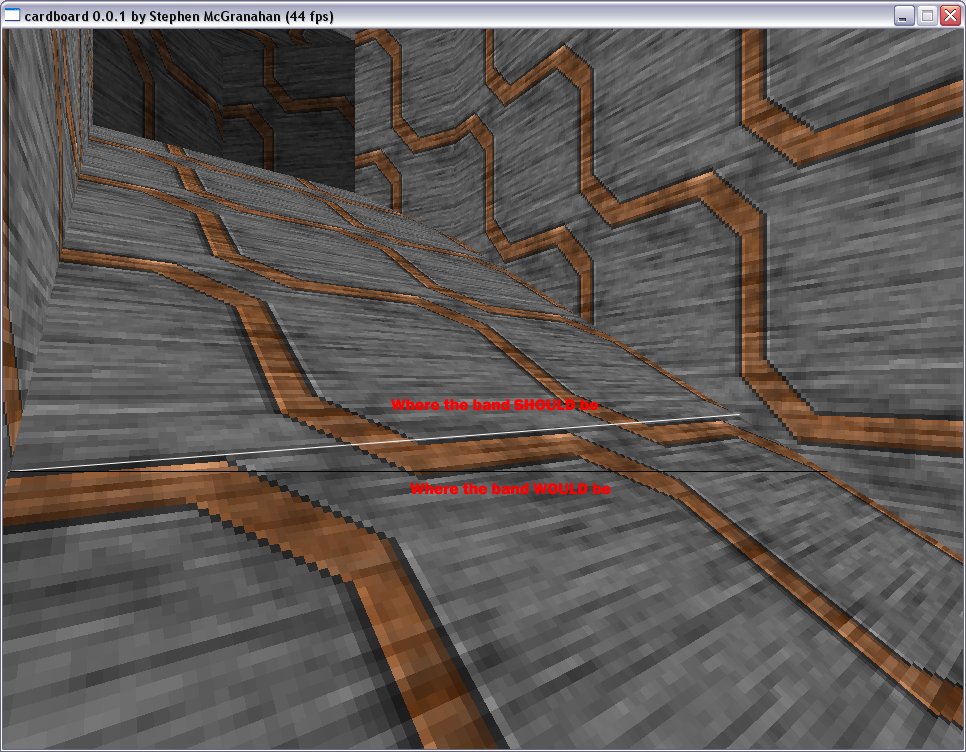 cardboard 0.0.1 by Stephen McGranahan (44 fps)
Where the band SHOULD be
Where the band WOULD be